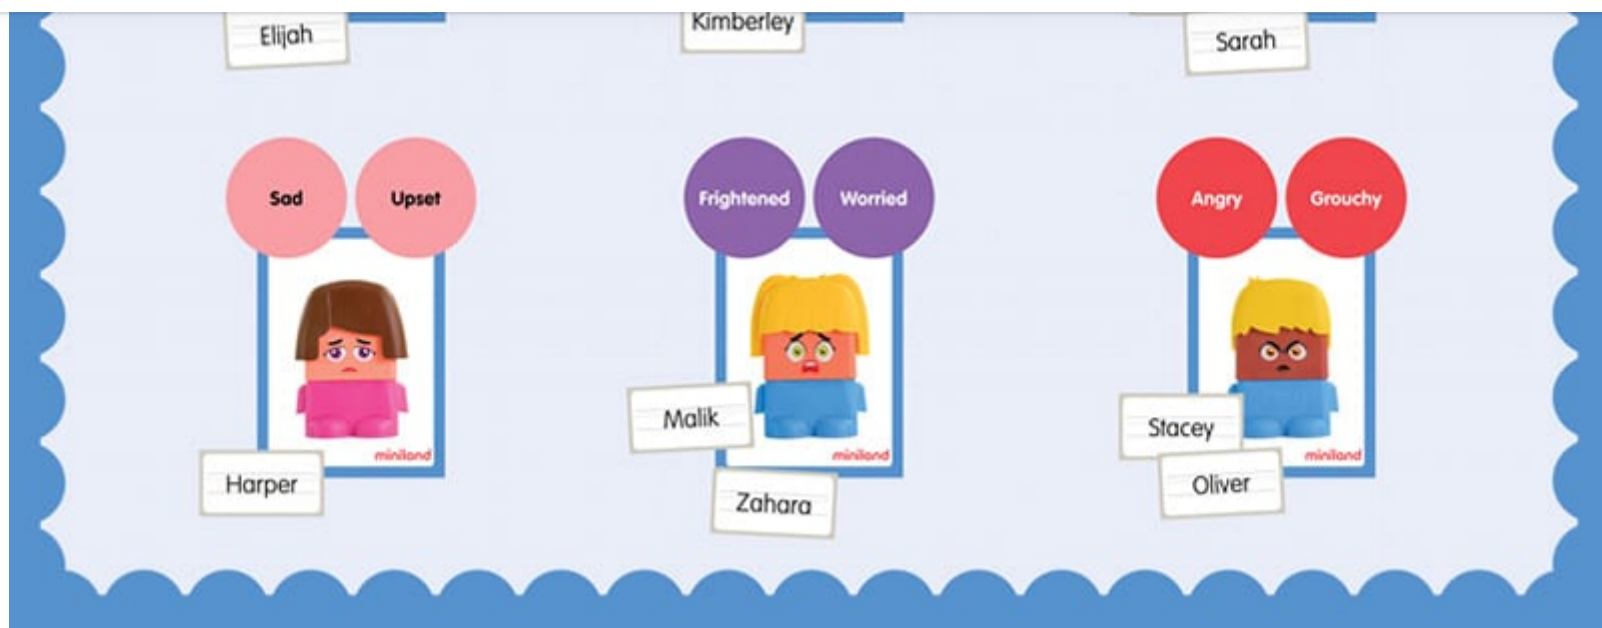 Elijah
Kimberley
Sarah
Sad
Upset
Frightened
Worried
Angry
Grouchy
Malik
Stacey
miniland
miniland
miniland
Harper
Oliver
Zahara